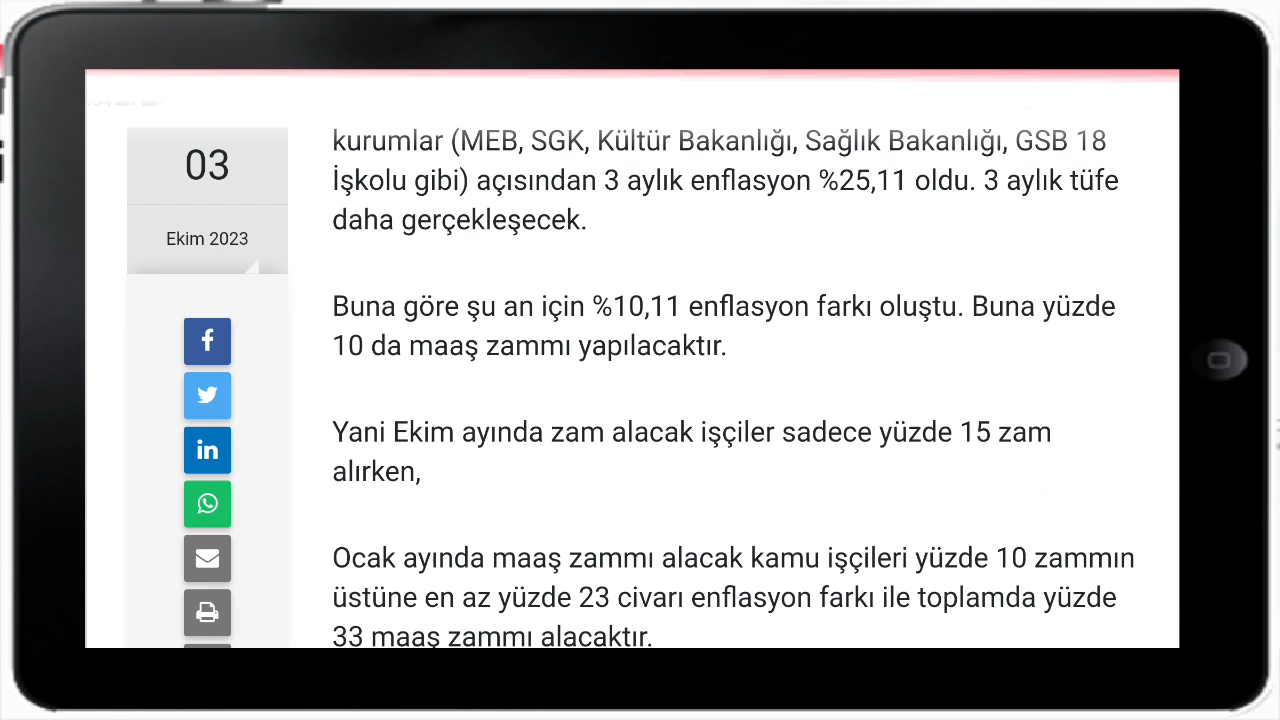 03
Ekim 2023
kurumlar (MEB, SGK, Kültür Bakanlığı, Sağlık Bakanlığı, GSB 18
İşkolu gibi) açısından 3 aylık enflasyon %25,11 oldu. 3 aylık tüfe
daha gerçekleşecek.
Buna göre şu an için %10,11 enflasyon farkı oluştu. Buna yüzde
10 da maaş zammı yapılacaktır.
Yani Ekim ayında zam alacak işçiler sadece yüzde 15 zam
alırken,
Ocak ayında maaş zammı alacak kamu işçileri yüzde 10 zammın
üstüne en az yüzde 23 civarı enflasyon farkı ile toplamda yüzde
33 maaş zammı alacaktır.